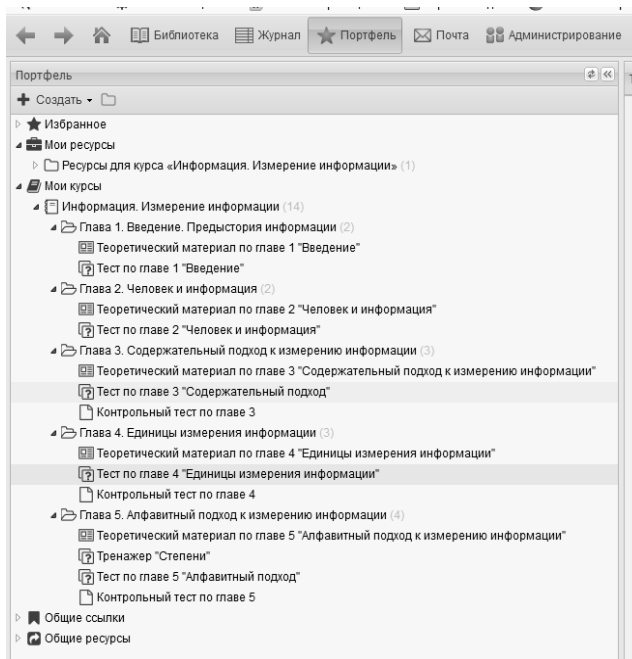 Библиотека Журнал Портфель Почта Администрирование
Портфель
Создать
Избранное
Мои ресурсы
Ресурсы для курса «Информация. Измерение информации» (1)
Мои курсы
Информация. Измерение информации (14)
Глава 1. Введение. Предыстория информации (2)
Теоретический материал по главе 1 "Введение"
Тест по главе 1 "Введение"
Глава 2. Человек и информация (2)
Теоретический материал по главе 2 "Человек и информация"
Тест по главе 2 "Человек и информация"
Глава 3. Содержательный подход к измерению информации (3)
Теоретический материал по главе 3 "Содержательный подход к измерению информации"
Тест по главе 3 "Содержательный подход"
Контрольный тест по главе 3
Глава 4. Единицы измерения информации (3)
Теоретический материал по главе 4 "Единицы измерения информации"
Тест по главе 4 "Единицы измерения информации"
Контрольный тест по главе 4
Глава 5. Алфавитный подход к измерению информации (4)
Теоретический материал по главе 5 "Алфавитный подход к измерению информации"
Тренажер "Степени"
Тест по главе 5 "Алфавитный подход"
Контрольный тест по главе 5
Общие ссылки
Общие ресурсы